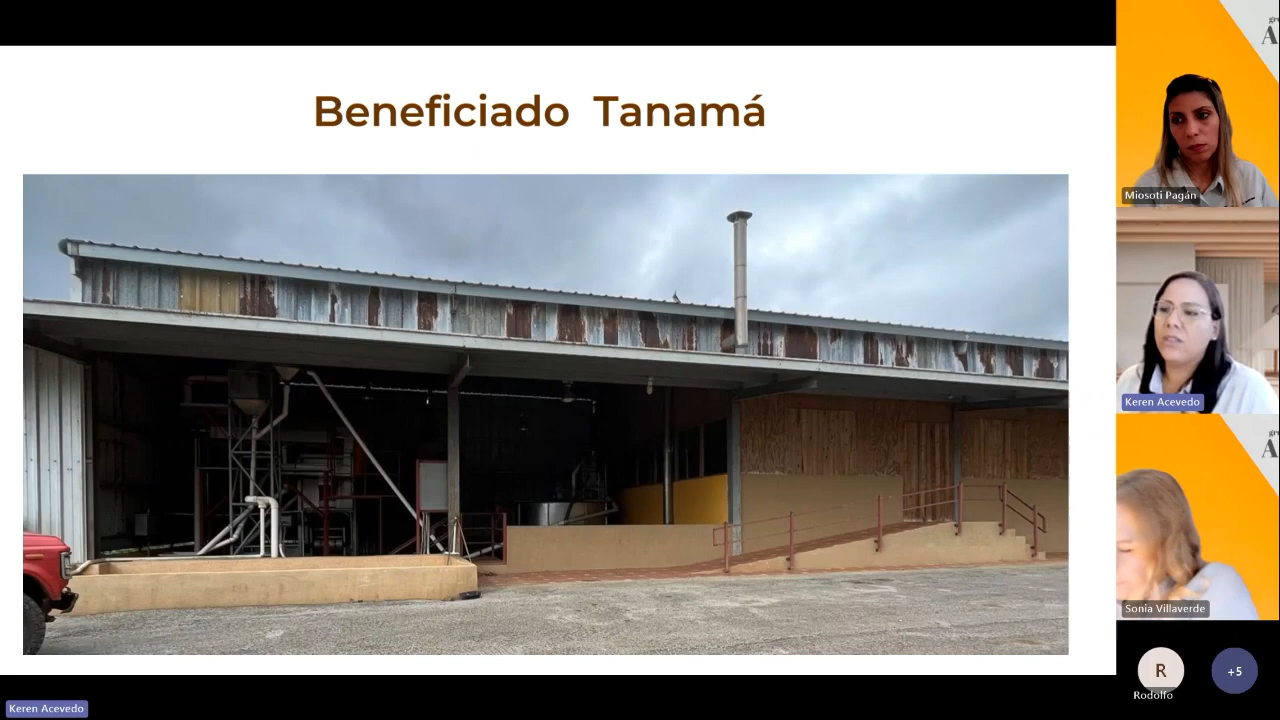 Beneficiado Tanamá
Miosoti Pagán
Keren Acevedo
Sonia Villaverde
R
Rodolfo
+5
Keren Acevedo